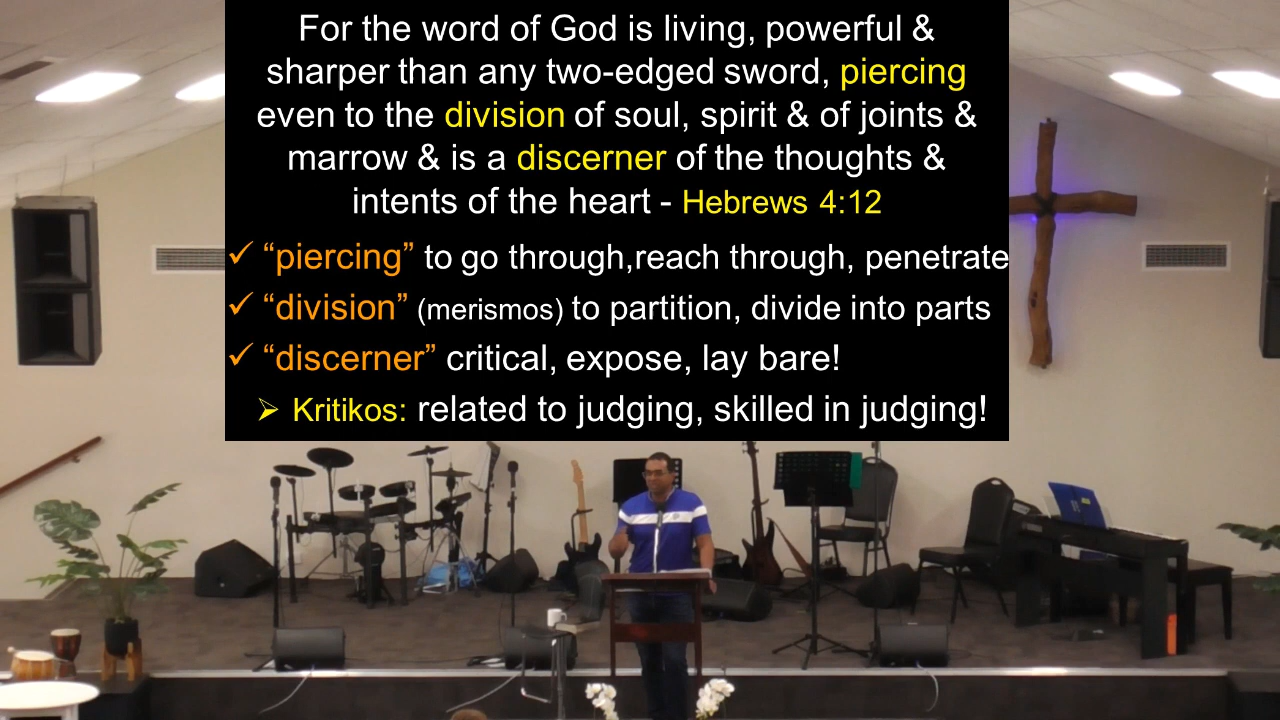 For the word of God is living, powerful &
sharper than any two-edged sword, piercing
even to the division of soul, spirit & of joints &
marrow & is a discerner of the thoughts &
intents of the heart - Hebrews 4:12
✓ “piercing” to go through,reach through, penetrate
✓ “division” (merismos) to partition, divide into parts
✓ “discerner” critical, expose, lay bare!
➢ Kritikos: related to judging, skilled in judging!